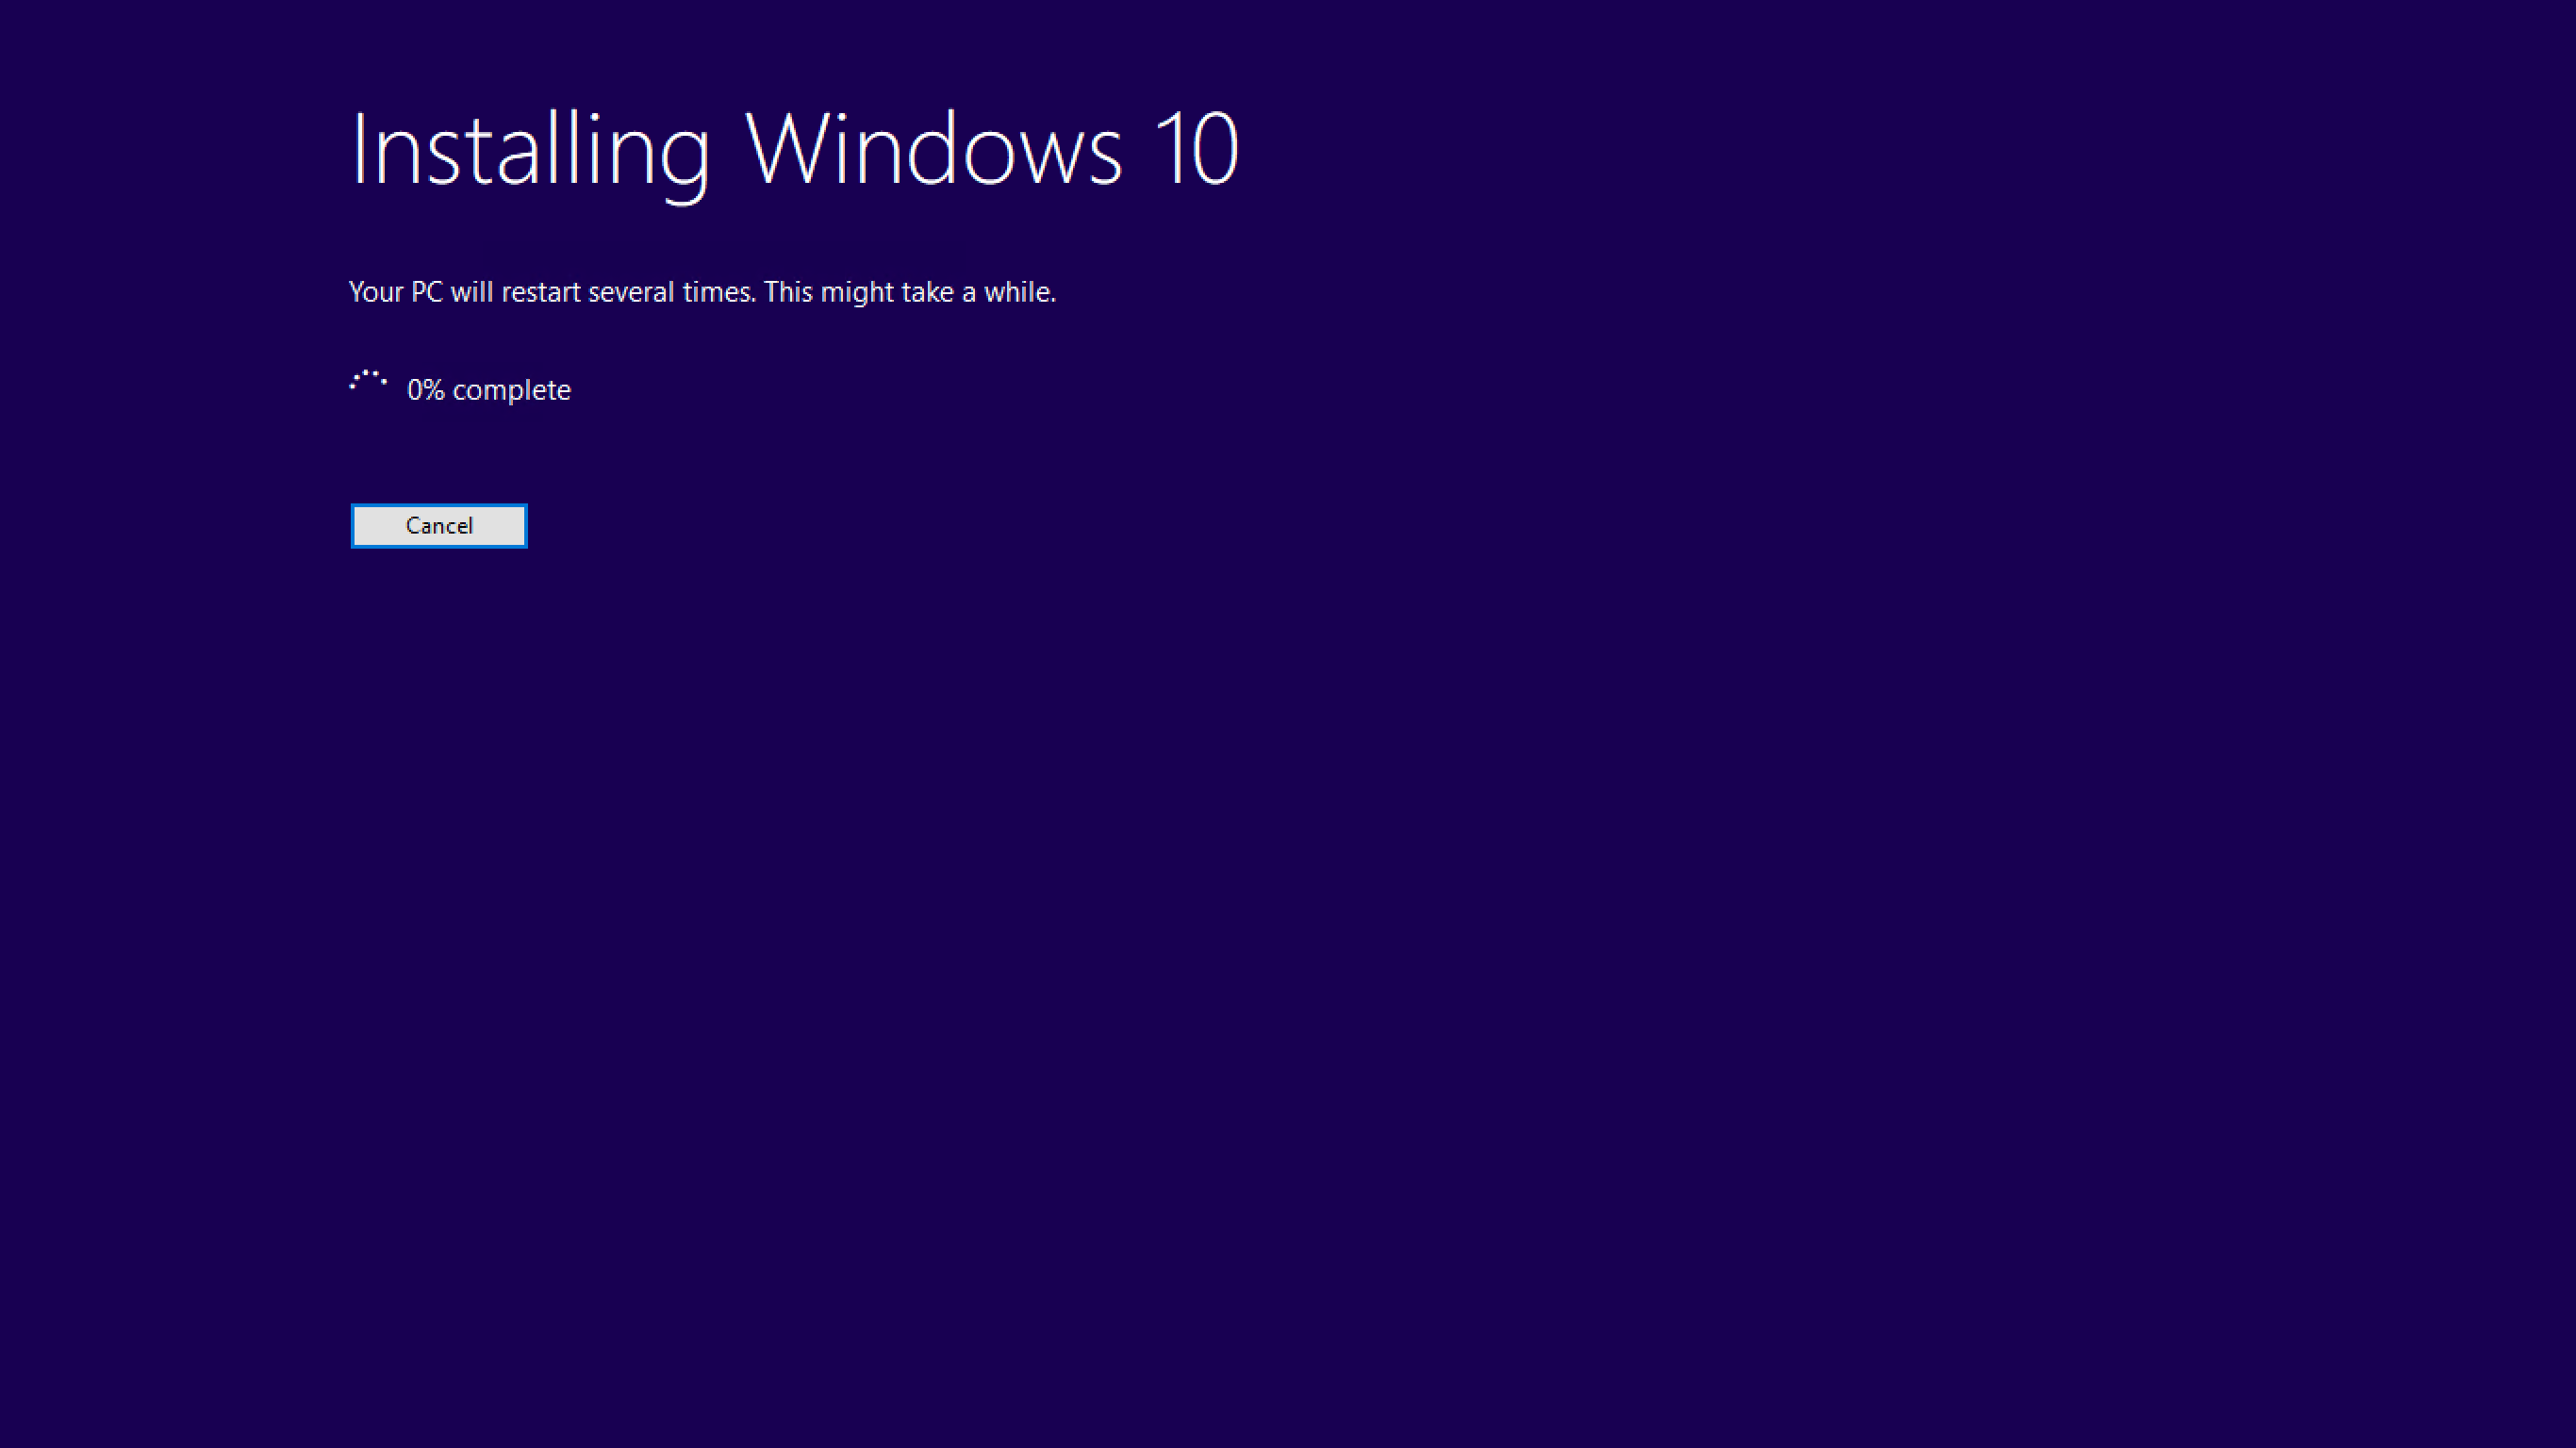 Installing Windows 10
Your PC will restart several times. This might take a while.
0% complete
Cancel